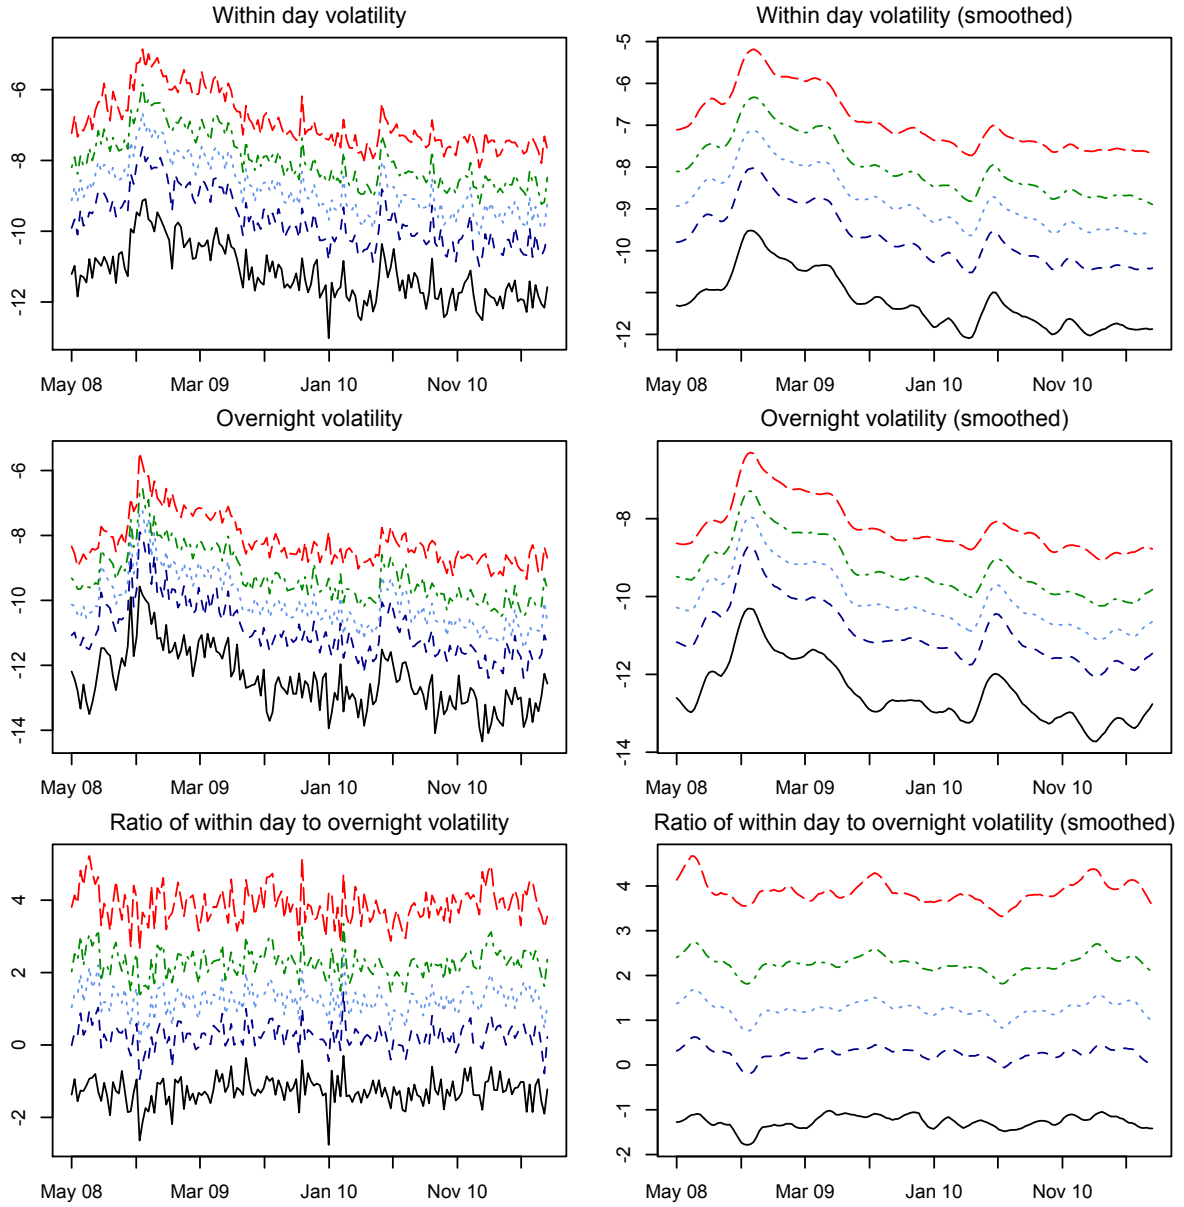 Within day volatility
-6
-8
-10
-12
May 08
Mar 09
Jan 10
Nov 10
Within day volatility (smoothed)
-5
-6
-7
-8
-9
-10
-12
May 08
Mar 09
Jan 10
Nov 10
Overnight volatility
-6
-8
-10
-12
-14
May 08
Mar 09
Jan 10
Nov 10
Overnight volatility (smoothed)
-8
-10
-12
-14
May 08
Mar 09
Jan 10
Nov 10
Ratio of within day to overnight volatility
4
2
0
-2
May 08
Mar 09
Jan 10
Nov 10
Ratio of within day to overnight volatility (smoothed)
4
3
2
1
0
-1
-2
May 08
Mar 09
Jan 10
Nov 10